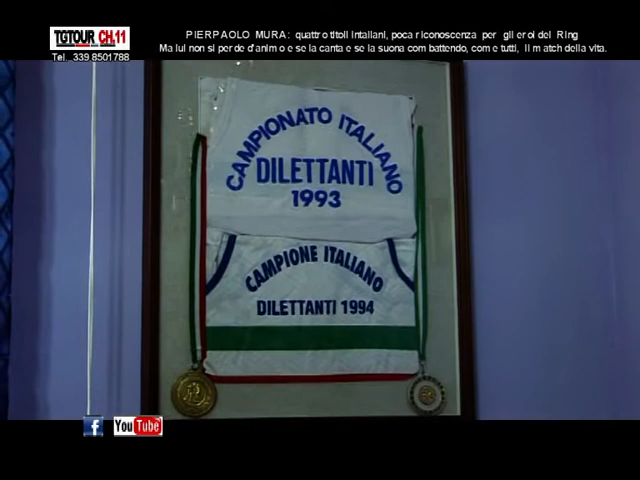 TGTOUR CH.11
Tel. 339 8501788
PIERPAOLO MURA: quattro titoli intaliani, poca riconoscenza per gli eroi del Ring
Ma lui non si perde d'animo e se la canta e se la suona combattendo, come tutti, il match della vita.
CAMPIONATO ITALIANO
DILETTANTI
1993
CAMPIONE ITALIANO
DILETTANTI 1994
f YouTube